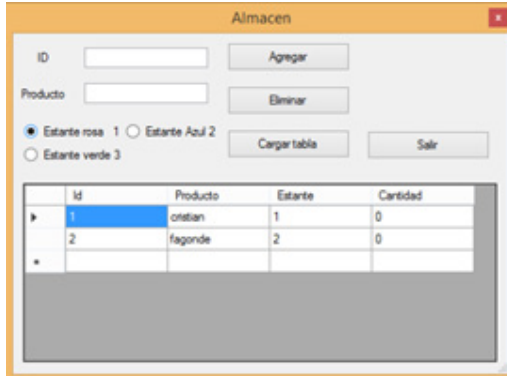 Almacen
x
ID
Agregar
Producto
Eliminar
Estante rosa 1
Estante Azul 2
Estante verde 3
Cargar tabla
Salir
Id Producto Estante Cantidad
1 cristian 1 0
2 fagonde 2 0